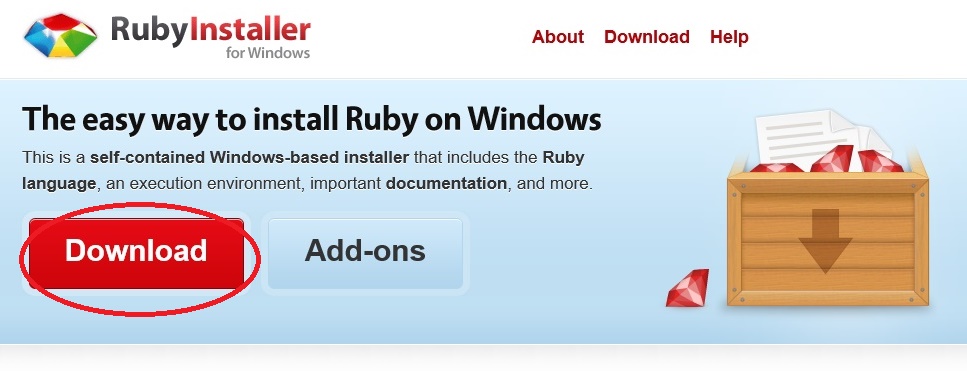 RubyInstaller
for Windows
About Download Help
The easy way to install Ruby on Windows
This is a self-contained Windows-based installer that includes the Ruby
language, an execution environment, important documentation, and more.
Download Add-ons